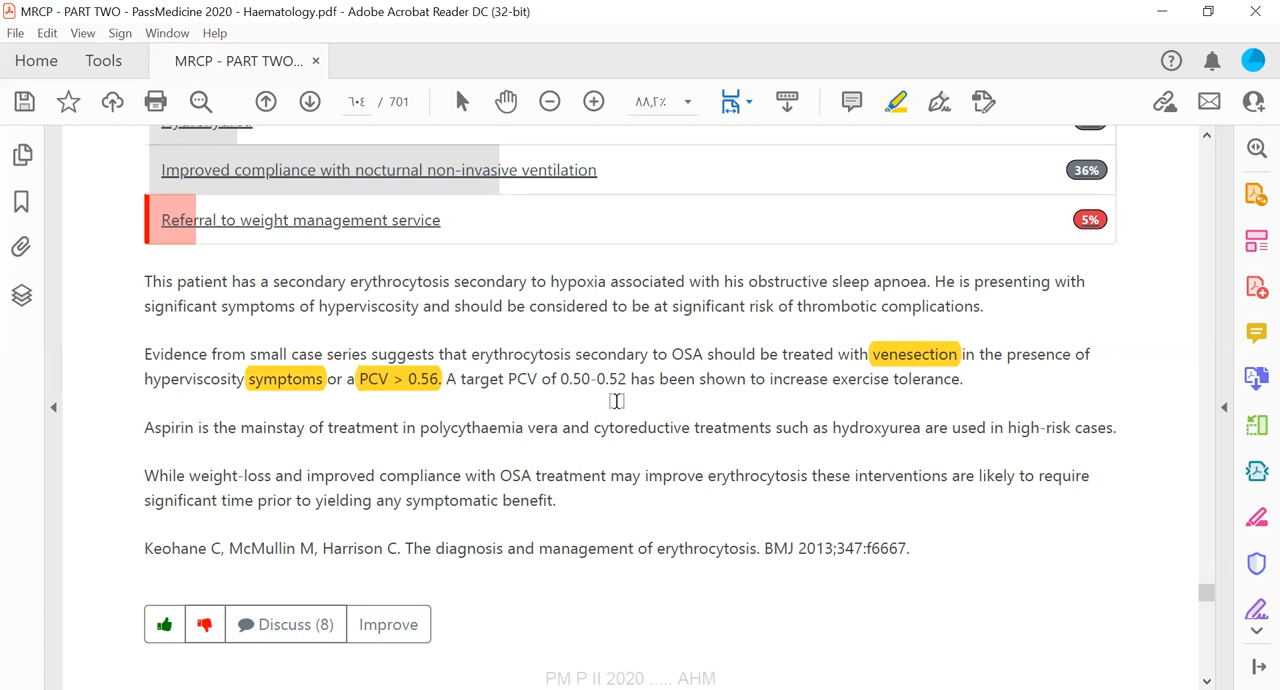 MRCP - PART TWO - PassMedicine 2020 - Haematology.pdf - Adobe Acrobat Reader DC (32-bit)
File Edit View Sign Window Help
Home Tools MRCP - PART TWO... ×
٦٠٤ / 701 ٨٨,٢٪
Improved compliance with nocturnal non-invasive ventilation 36%
Referral to weight management service 5%
This patient has a secondary erythrocytosis secondary to hypoxia associated with his obstructive sleep apnoea. He is presenting with
significant symptoms of hyperviscosity and should be considered to be at significant risk of thrombotic complications.
Evidence from small case series suggests that erythrocytosis secondary to OSA should be treated with venesection in the presence of
hyperviscosity symptoms or a PCV > 0.56. A target PCV of 0.50-0.52 has been shown to increase exercise tolerance.
Aspirin is the mainstay of treatment in polycythaemia vera and cytoreductive treatments such as hydroxyurea are used in high-risk cases.
While weight-loss and improved compliance with OSA treatment may improve erythrocytosis these interventions are likely to require
significant time prior to yielding any symptomatic benefit.
Keohane C, McMullin M, Harrison C. The diagnosis and management of erythrocytosis. BMJ 2013;347:f6667.
Discuss (8) Improve
PM P II 2020 ..... AHM